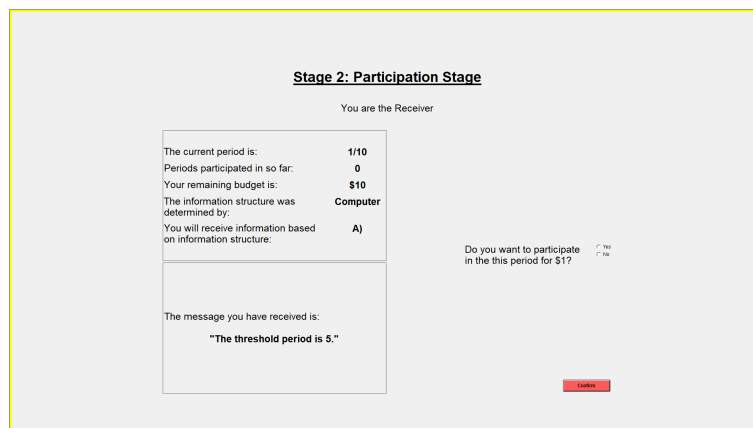 Stage 2: Participation Stage
You are the Receiver
The current period is: 1/10
Periods participated in so far: 0
Your remaining budget is: $10
The information structure was Computer
determined by:
You will receive information based A)
on information structure:
The message you have received is:
"The threshold period is 5."
Do you want to participate Yes
in the this period for $1? No
Confirm